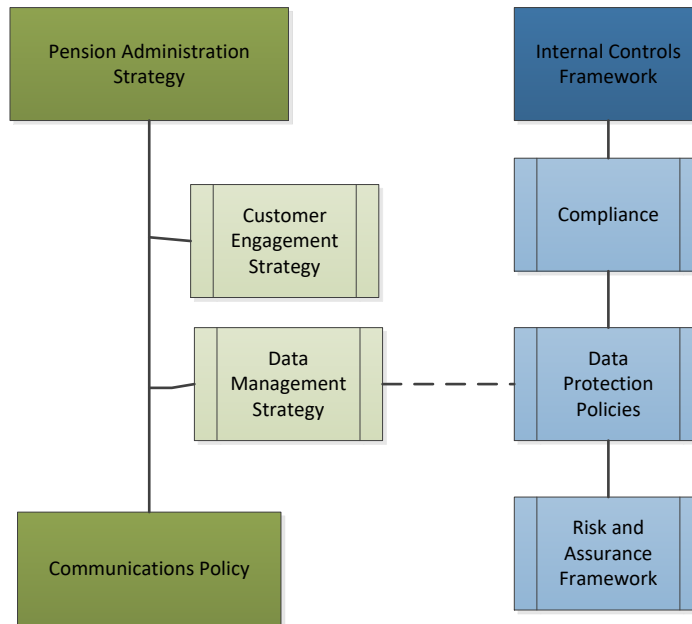 Pension Administration
Strategy
Internal Controls
Framework
Customer
Engagement
Strategy
Compliance
Data
Management
Strategy
Data
Protection
Policies
Communications Policy
Risk and
Assurance
Framework